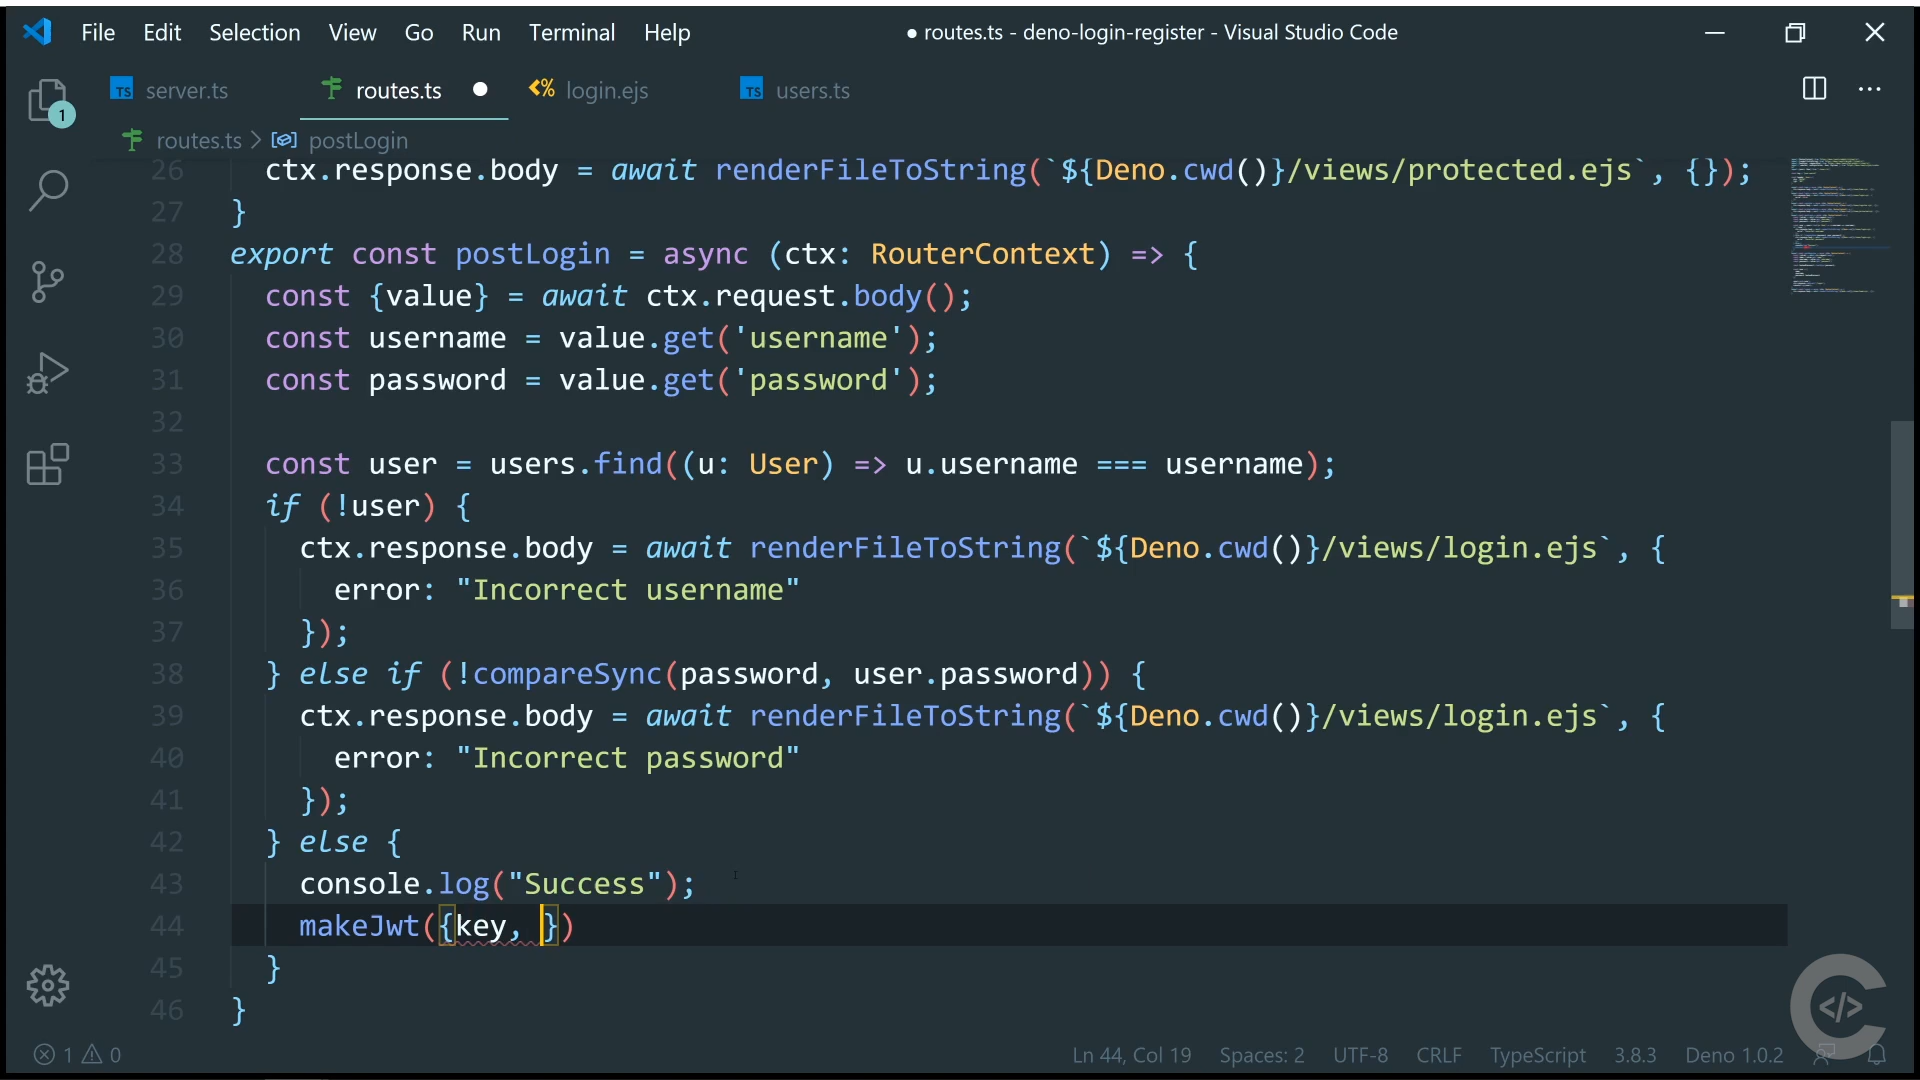 File Edit Selection View Go Run Terminal Help ● routes.ts - deno-login-register - Visual Studio Code
TS server.ts routes.ts ● <% login.ejs TS users.ts ...
1
routes.ts > postLogin
26 ctx.response.body = await renderFileToString(`${Deno.cwd()}/views/protected.ejs`, {});
27 }
28 export const postLogin = async (ctx: RouterContext) => {
29 const {value} = await ctx.request.body();
30 const username = value.get('username');
31 const password = value.get('password');
32
33 const user = users.find((u: User) => u.username === username);
34 if (!user) {
35 ctx.response.body = await renderFileToString(`${Deno.cwd()}/views/login.ejs`, {
36 error: "Incorrect username"
37 });
38 } else if (!compareSync(password, user.password)) {
39 ctx.response.body = await renderFileToString(`${Deno.cwd()}/views/login.ejs`, {
40 error: "Incorrect password"
41 });
42 } else {
43 console.log("Success");
44 makeJwt({key, })
45 }
46 }
</>
1 0 Ln 44, Col 19 Spaces: 2 UTF-8 CRLF TypeScript 3.8.3 Deno 1.0.2